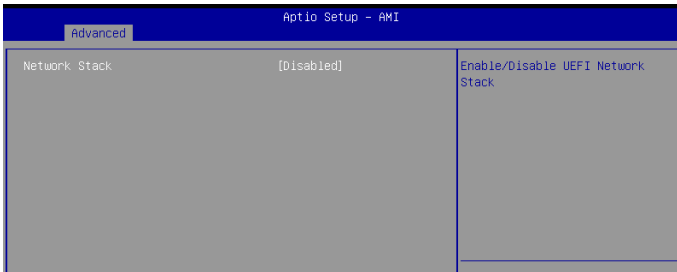 Aptio Setup – AMI
Advanced
Network Stack [Disabled]
Enable/Disable UEFI Network
Stack